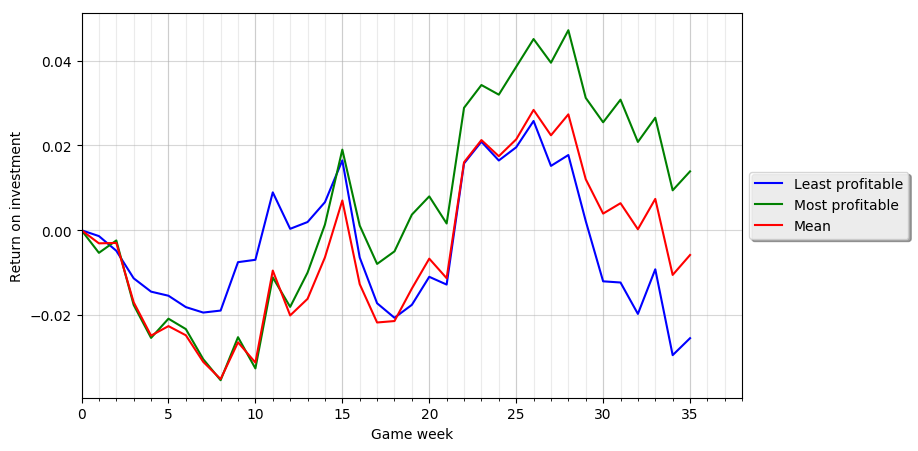 0.04
0.02
0.00
−0.02
0
5
10
15
20
25
30
35
Game week
Return on investment
Least profitable
Most profitable
Mean